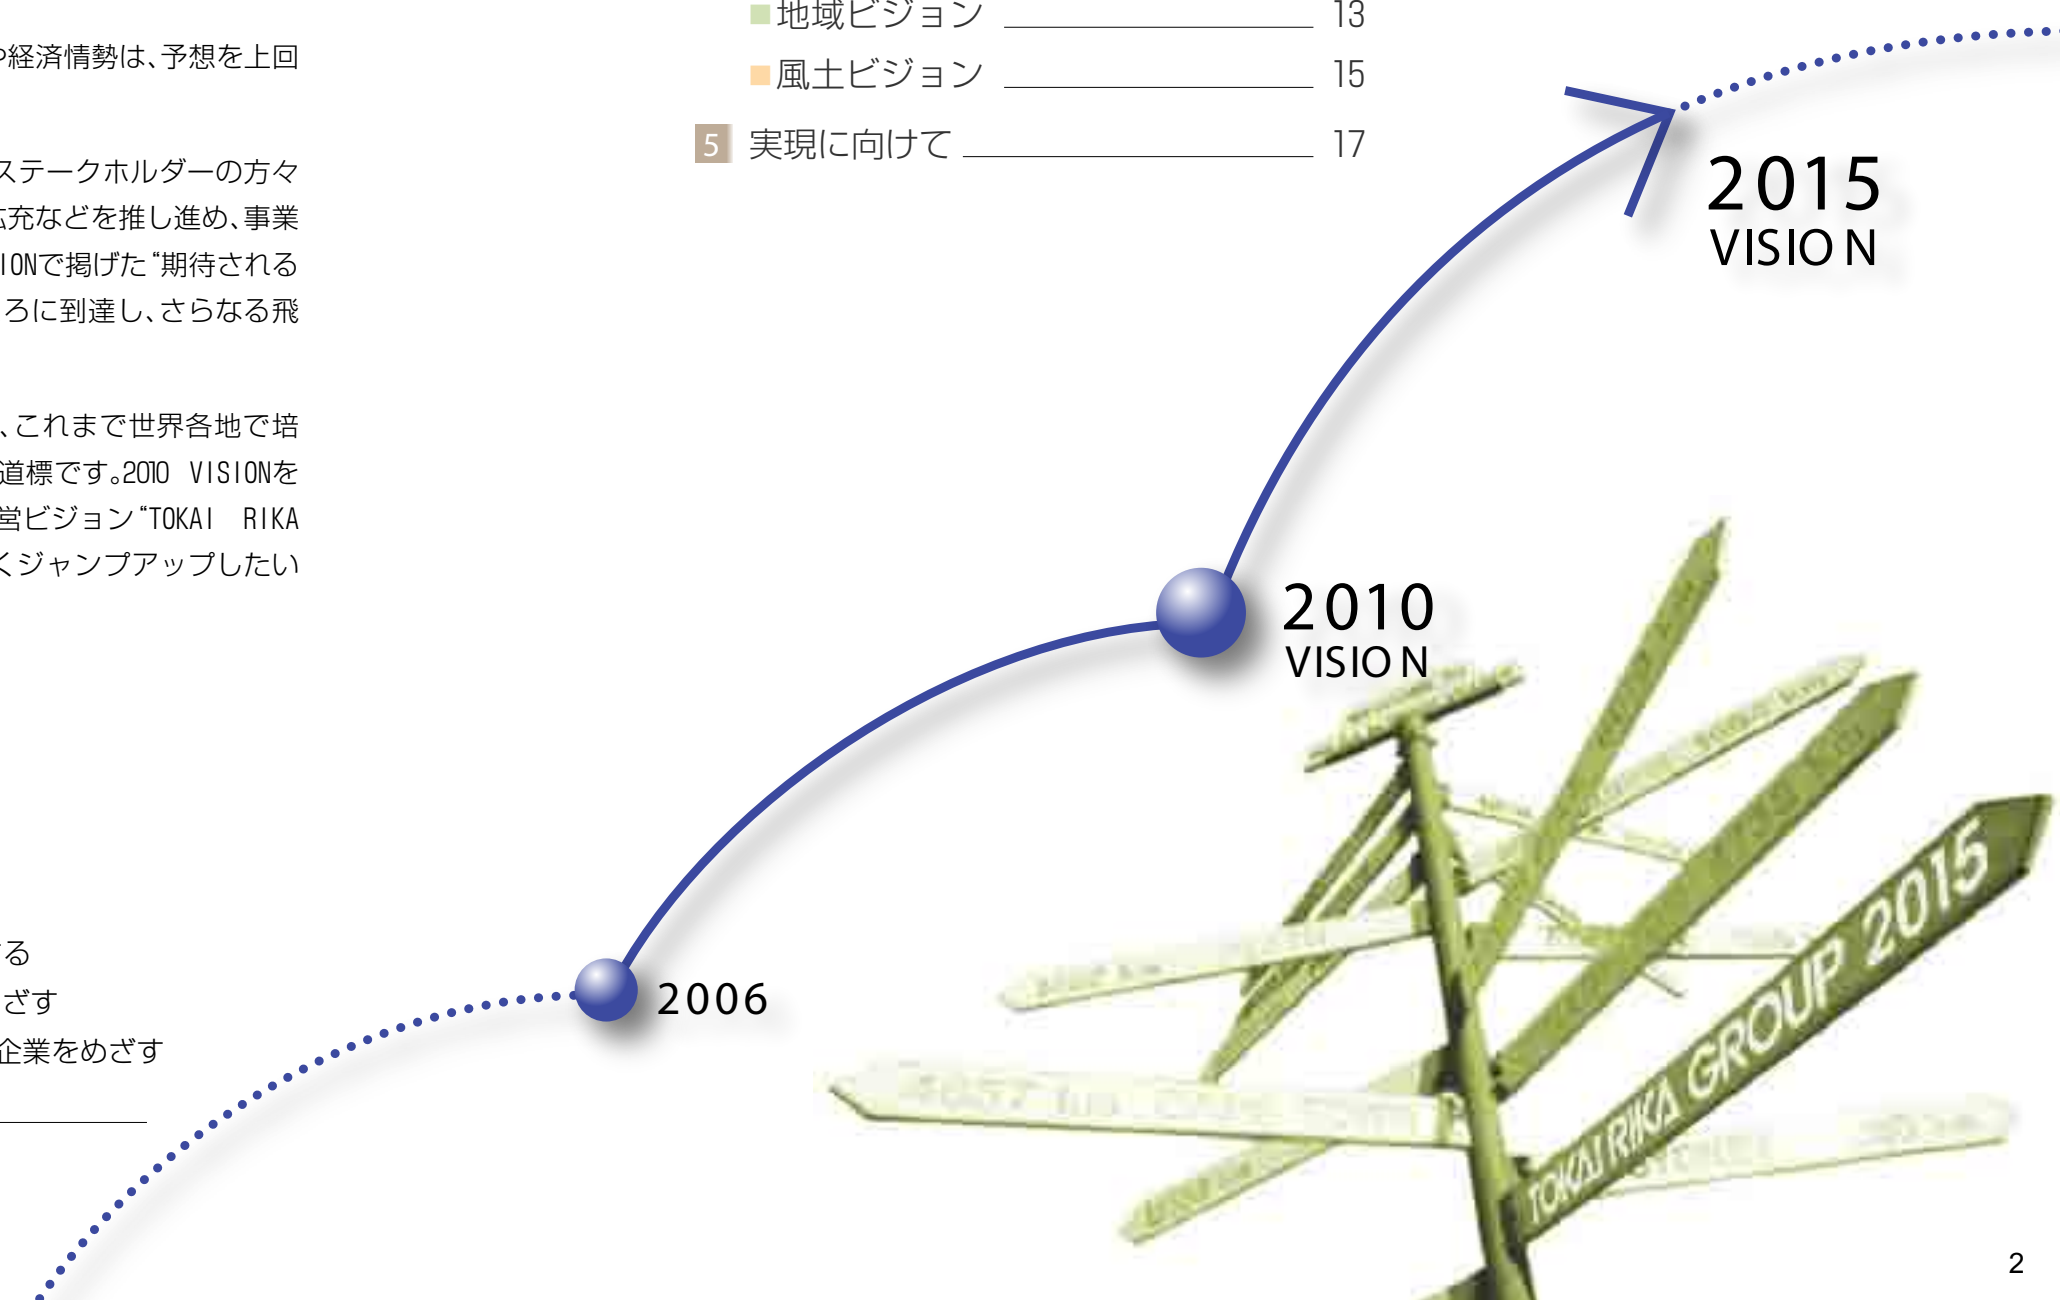 経済情勢は、予想を上回
ステークホルダーの方々
充などを推し進め、事業
IONで掲げた“期待される
ろに到達し、さらなる飛
、これまで世界各地で培
道標です。2010 VISIONを
営ビジョン“TOKAI RIKA
くジャンプアップしたい
る
ざす
企業をめざす
地域ビジョン 13
風土ビジョン 15
5 実現に向けて 17
2015
VISION
2010
VISION
2006
TOKAI RIKA GROUP 2015
2